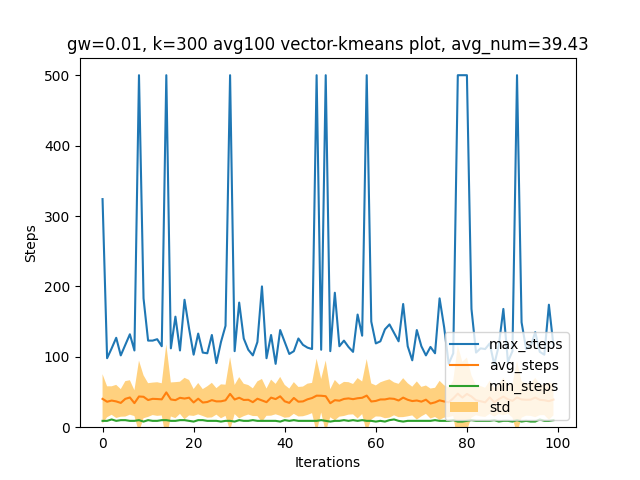 gw=0.01, k=300 avg100 vector-kmeans plot, avg_num=39.43
500
400
300
200
100
0
Steps
0
20
40
60
80
100
Iterations
max_steps
avg_steps
min_steps
std